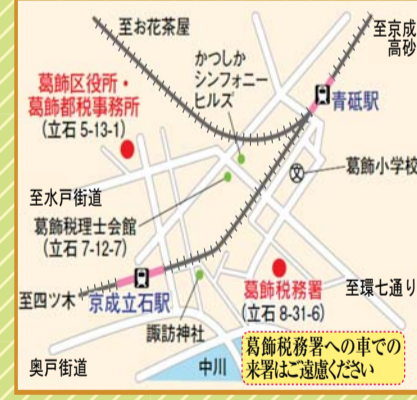 至お花茶屋
至京成
高砂
かつしか
シンフォニー
ヒルズ
葛飾区役所・
葛飾都税事務所
(立石 5-13-1)
青砥駅
文
葛飾小学校
至水戸街道
葛飾税理士会館
(立石 7-12-7)
至四ツ木
京成立石駅
葛飾税務署
(立石 8-31-6)
至環七通り
諏訪神社
奥戸街道
中川
葛飾税務署への車での
来署はご遠慮ください